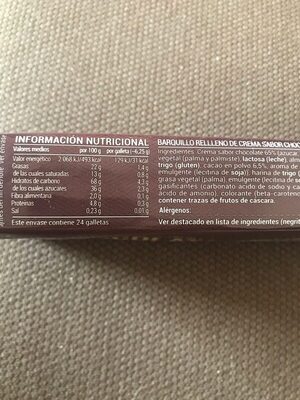 INFORMACIÓN NUTRICIONAL
Valores medios por 100 g por galleta (~6,25 g)
Valor energético 2 068 kJ/493 kcal 129 kJ/31 kcal
Grasas 22 g 1.4 g
de las cuales saturadas 13 g 0.8 g
Hidratos de carbono 68 g 4.3 g
de los cuales azúcares 36 g 2.3 g
Fibra alimentaria 2.0 g 0.1 g
Proteínas 4.8 g 0.3 g
Sal 0.23 g 0.01 g
Este envase contiene 24 galletas
BARQUILLO RELLLENO DE CREMA SABOR CHOC
Ingredientes: Crema sabor chocolate 65% (azúcar
vegetal (palma y palmiste), lactosa (leche), alm
trigo (gluten), cacao en polvo 6,5%, aroma de
emulgente (lecitina de soja)), harina de trigo (
grasa vegetal (palma), emulgente (lecitina de so
gasificantes (carbonato ácido de sodio y ca
ácido de amonio), colorante (beta-caroteno
contener trazas de frutos de cáscara.
Alérgenos:
Ver destacado en lista de ingredientes (negrit